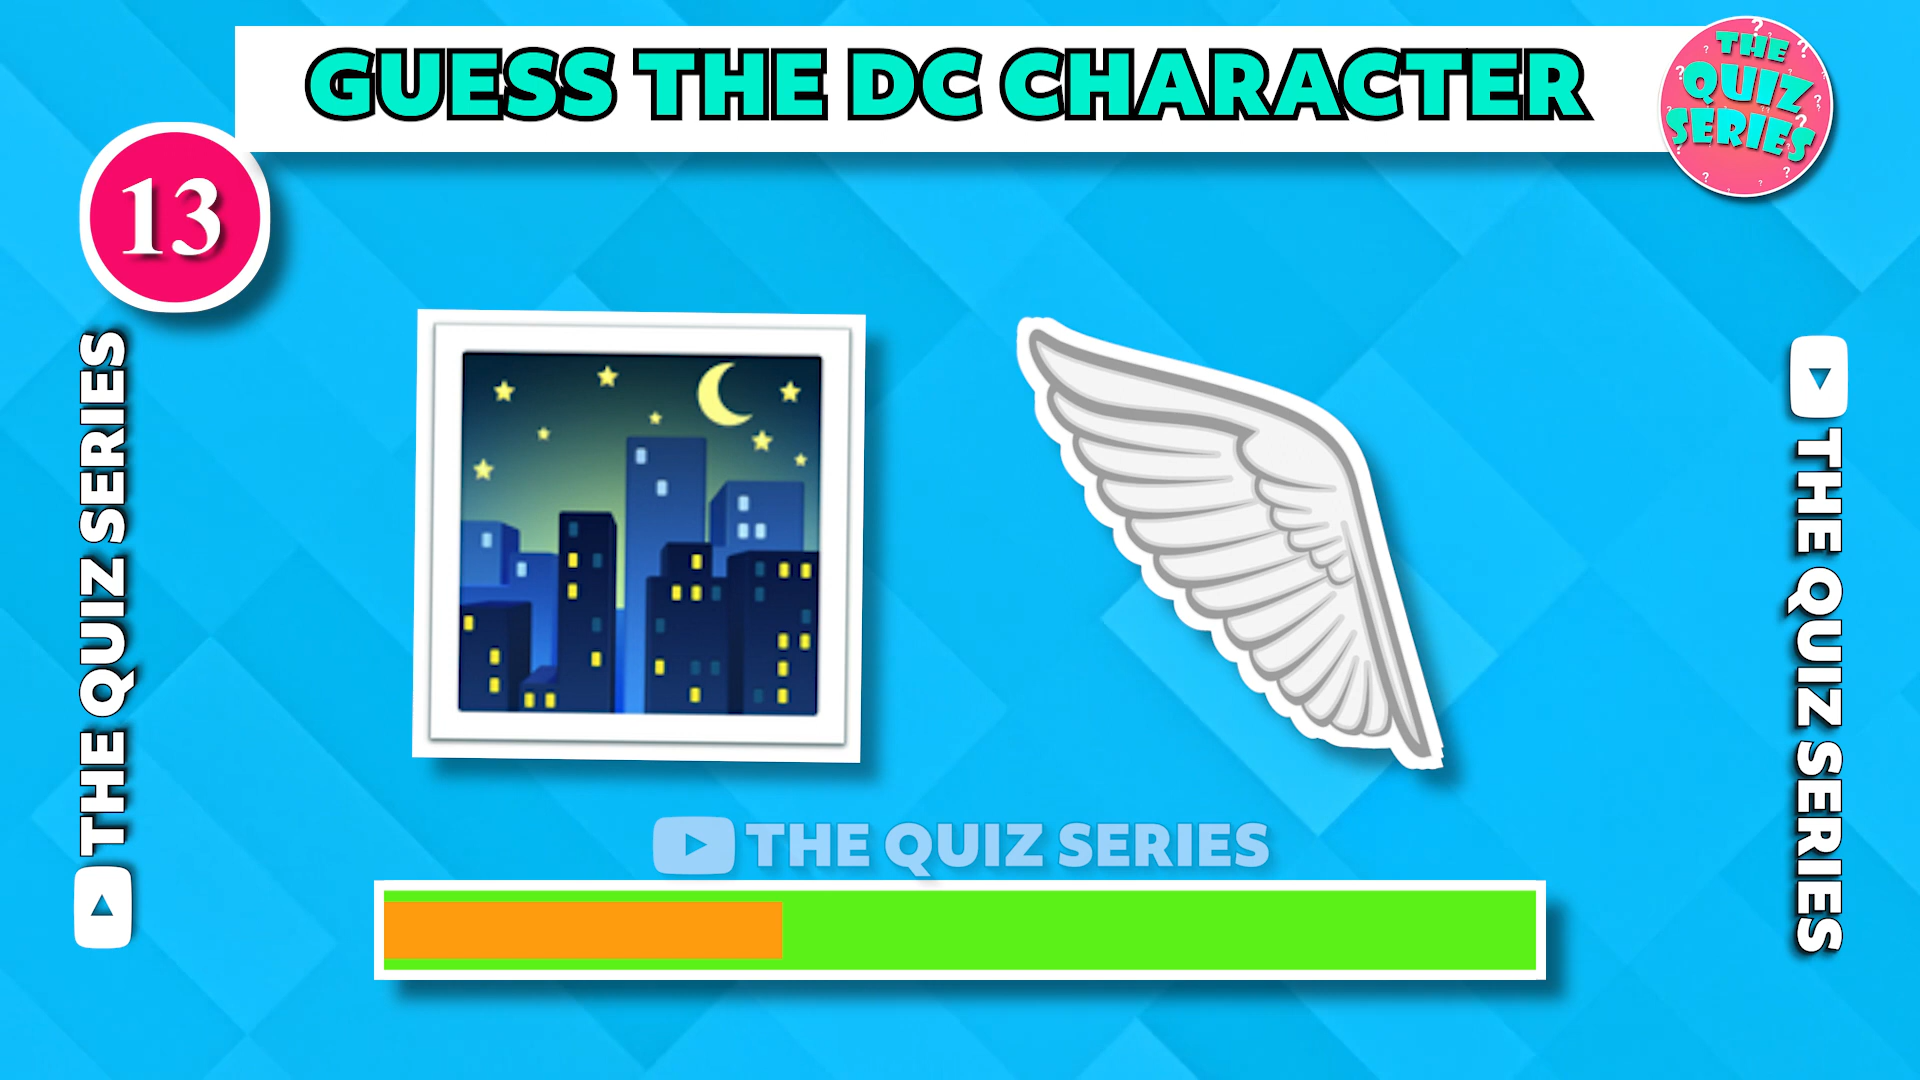 GUESS THE DC CHARACTER
THE
QUIZ
SERIES
13
THE QUIZ SERIES
THE QUIZ SERIES
THE QUIZ SERIES